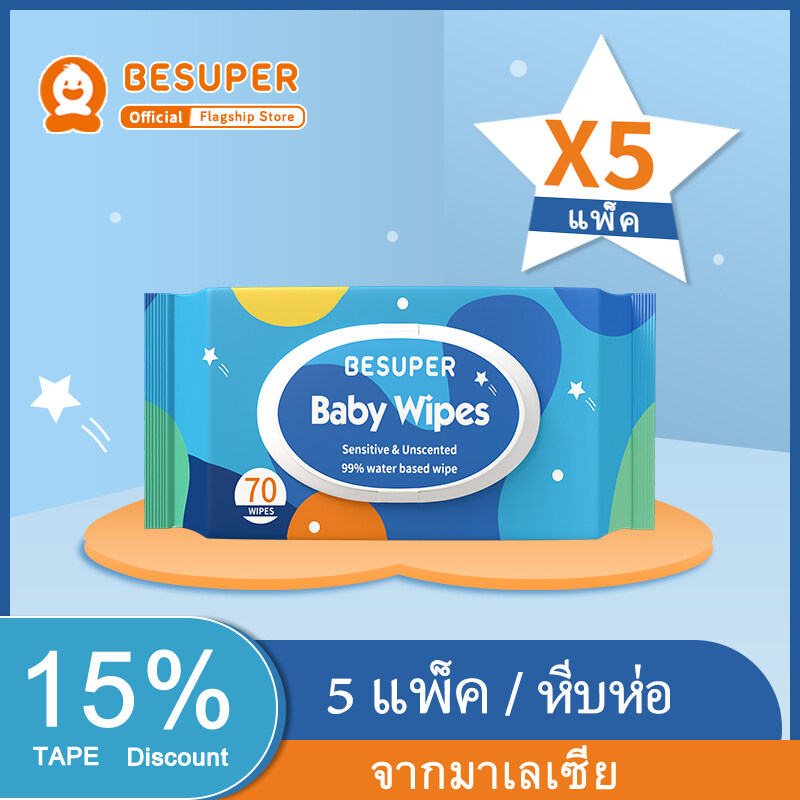 BESUPER
Official Flagship Store
X5
แพ็ค
BESUPER
Baby Wipes
Sensitive & Unscented
99% water based wipe
70
WIPES
15%
TAPE Discount
5 แพ็ค / หีบห่อ
จากมาเลเซีย